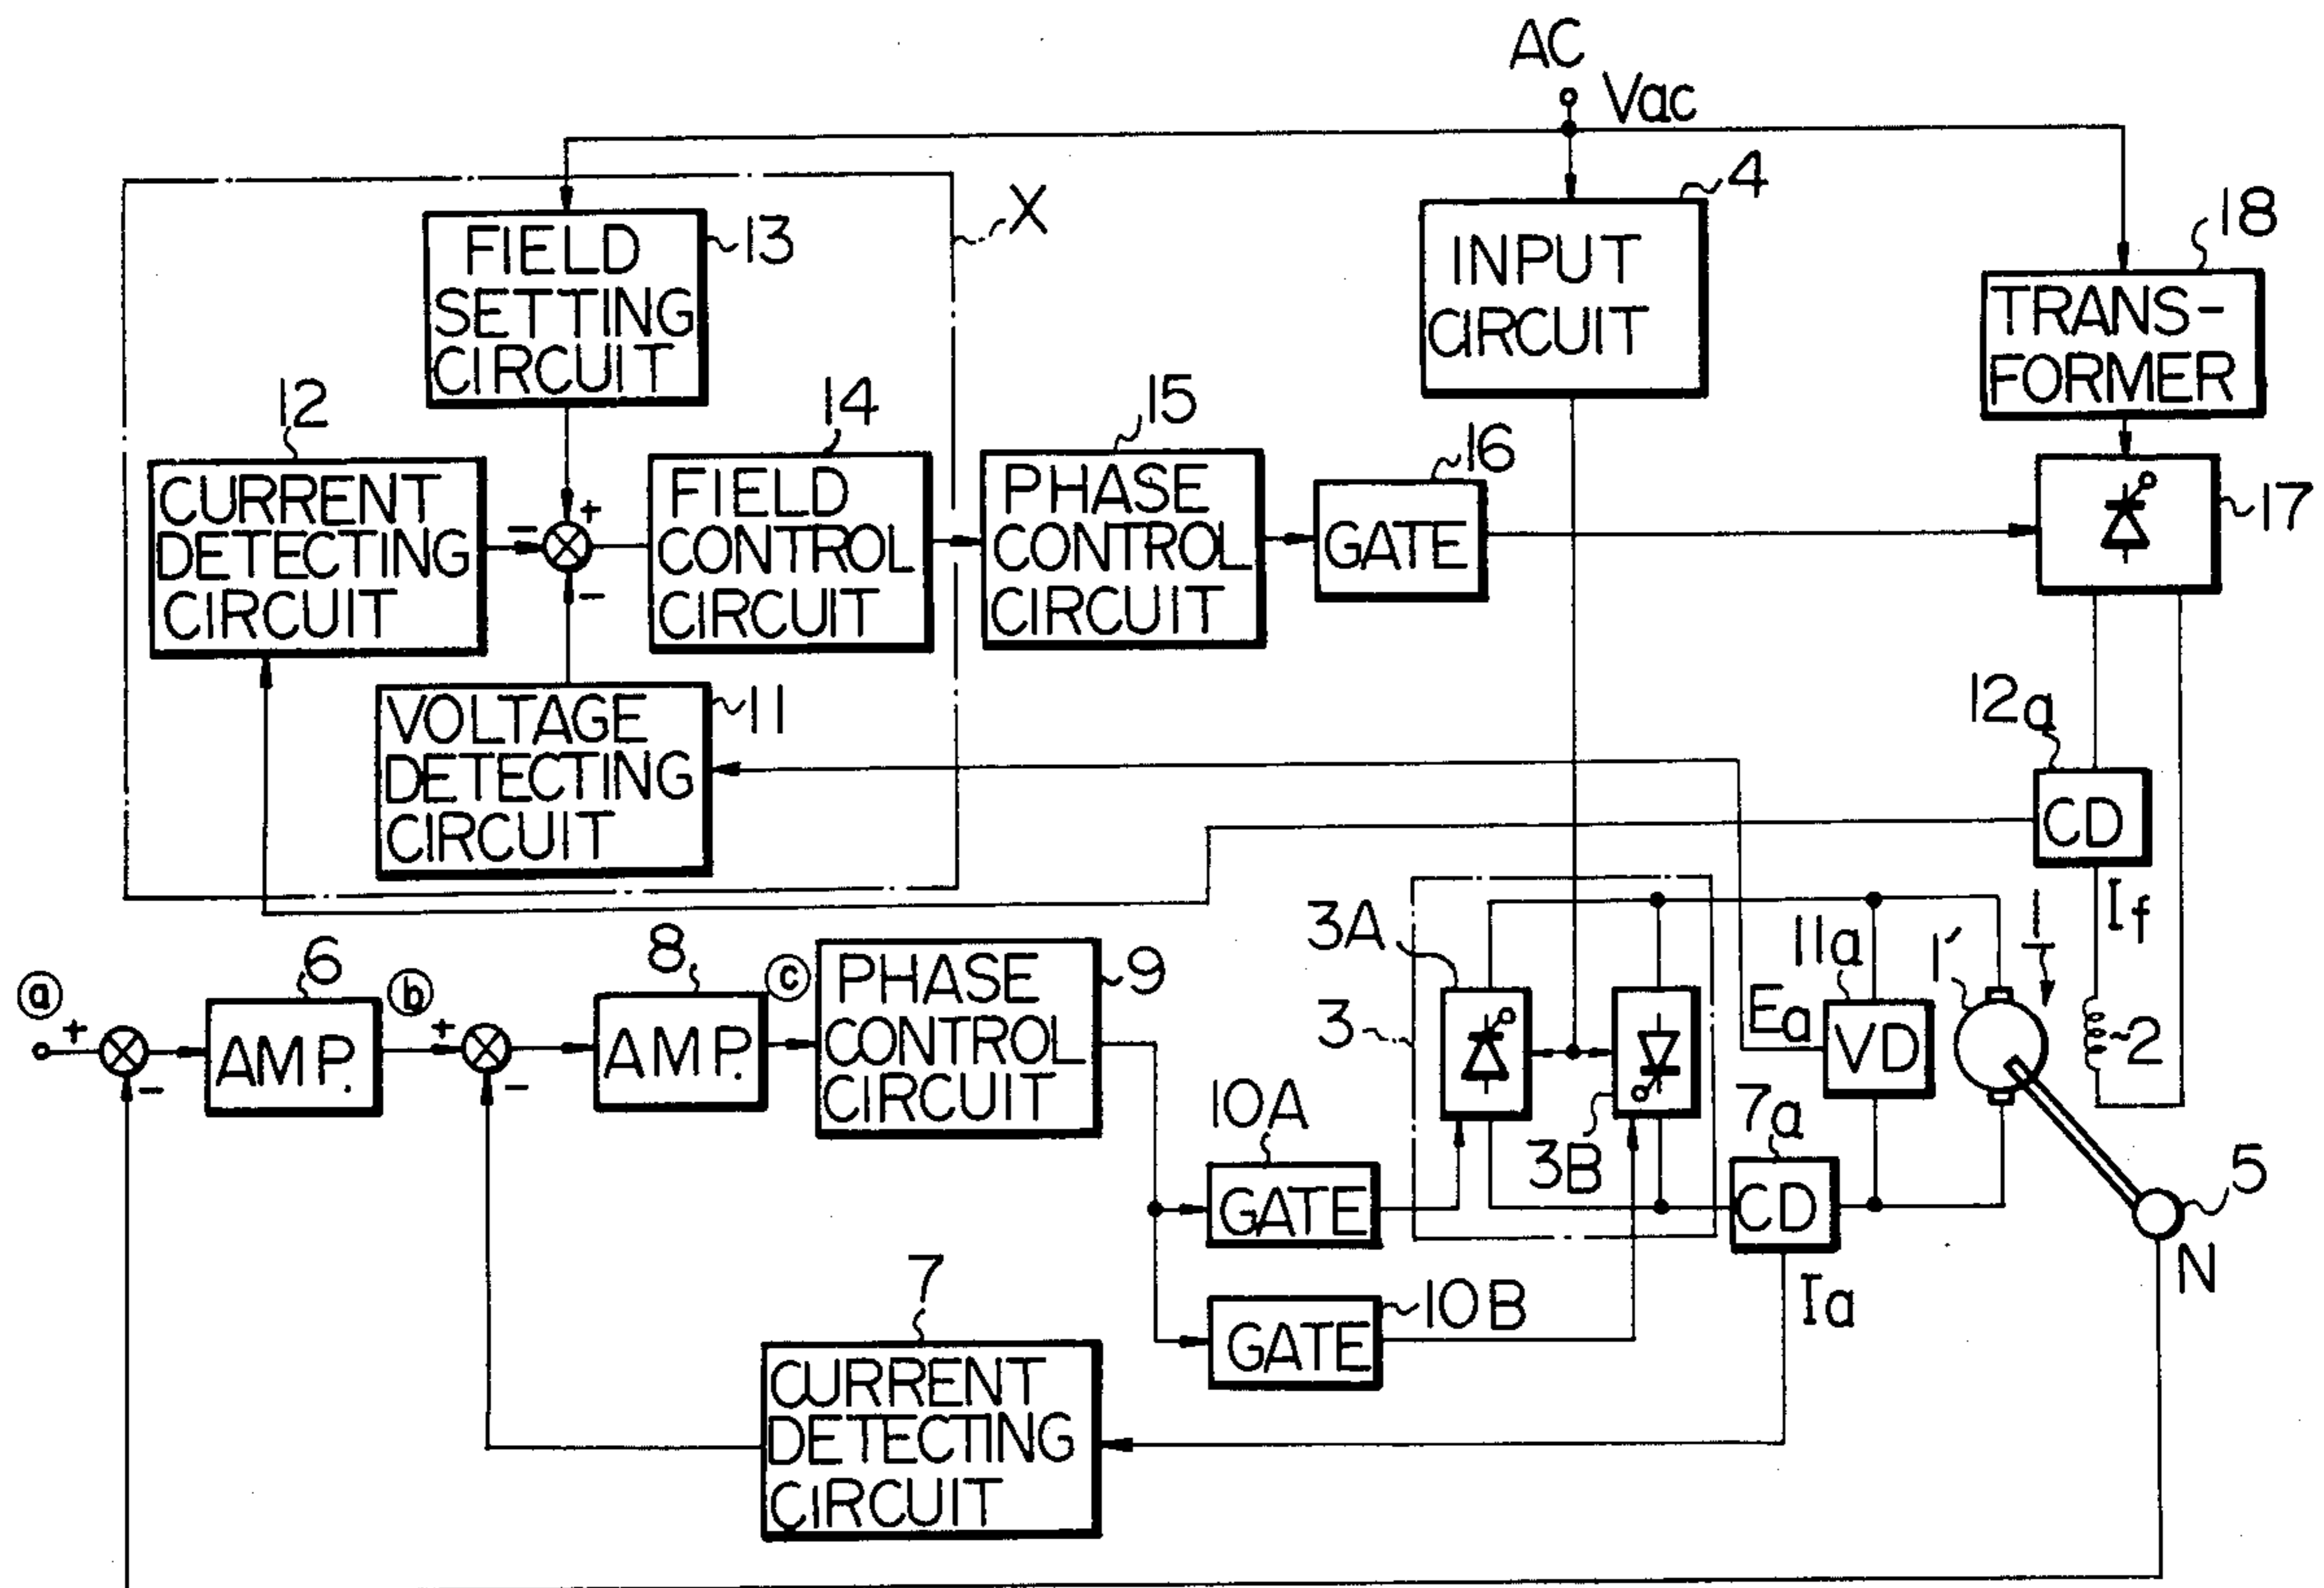 AC
Vac
X
4
13
18
FIELD
SETTING
CIRCUIT
INPUT
CIRCUIT
TRANS-
FORMER
12
14
15
16
17
CURRENT
DETECTING
CIRCUIT
- +
-
FIELD
CONTROL
CIRCUIT
PHASE
CONTROL
CIRCUIT
GATE
11
VOLTAGE
DETECTING
CIRCUIT
12a
CD
If
3A
3
11a
1'
1
Ea
VD
2
a
+
-
6
AMP.
b
+
-
8
AMP.
c
PHASE
CONTROL
CIRCUIT
9
10A
GATE
3B
7a
CD
5
N
Ia
10B
GATE
7
CURRENT
DETECTING
CIRCUIT